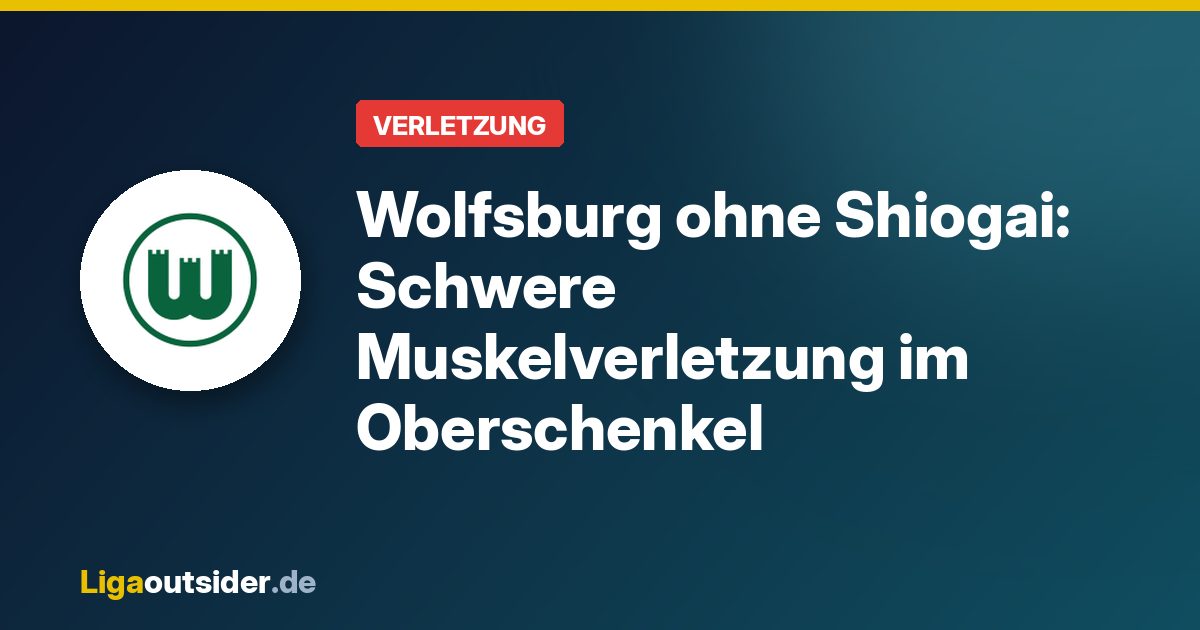 VERLETZUNG
Wolfsburg ohne Shiogai:
Schwere
Muskelverletzung im
Oberschenkel
W
Ligaoutsider.de